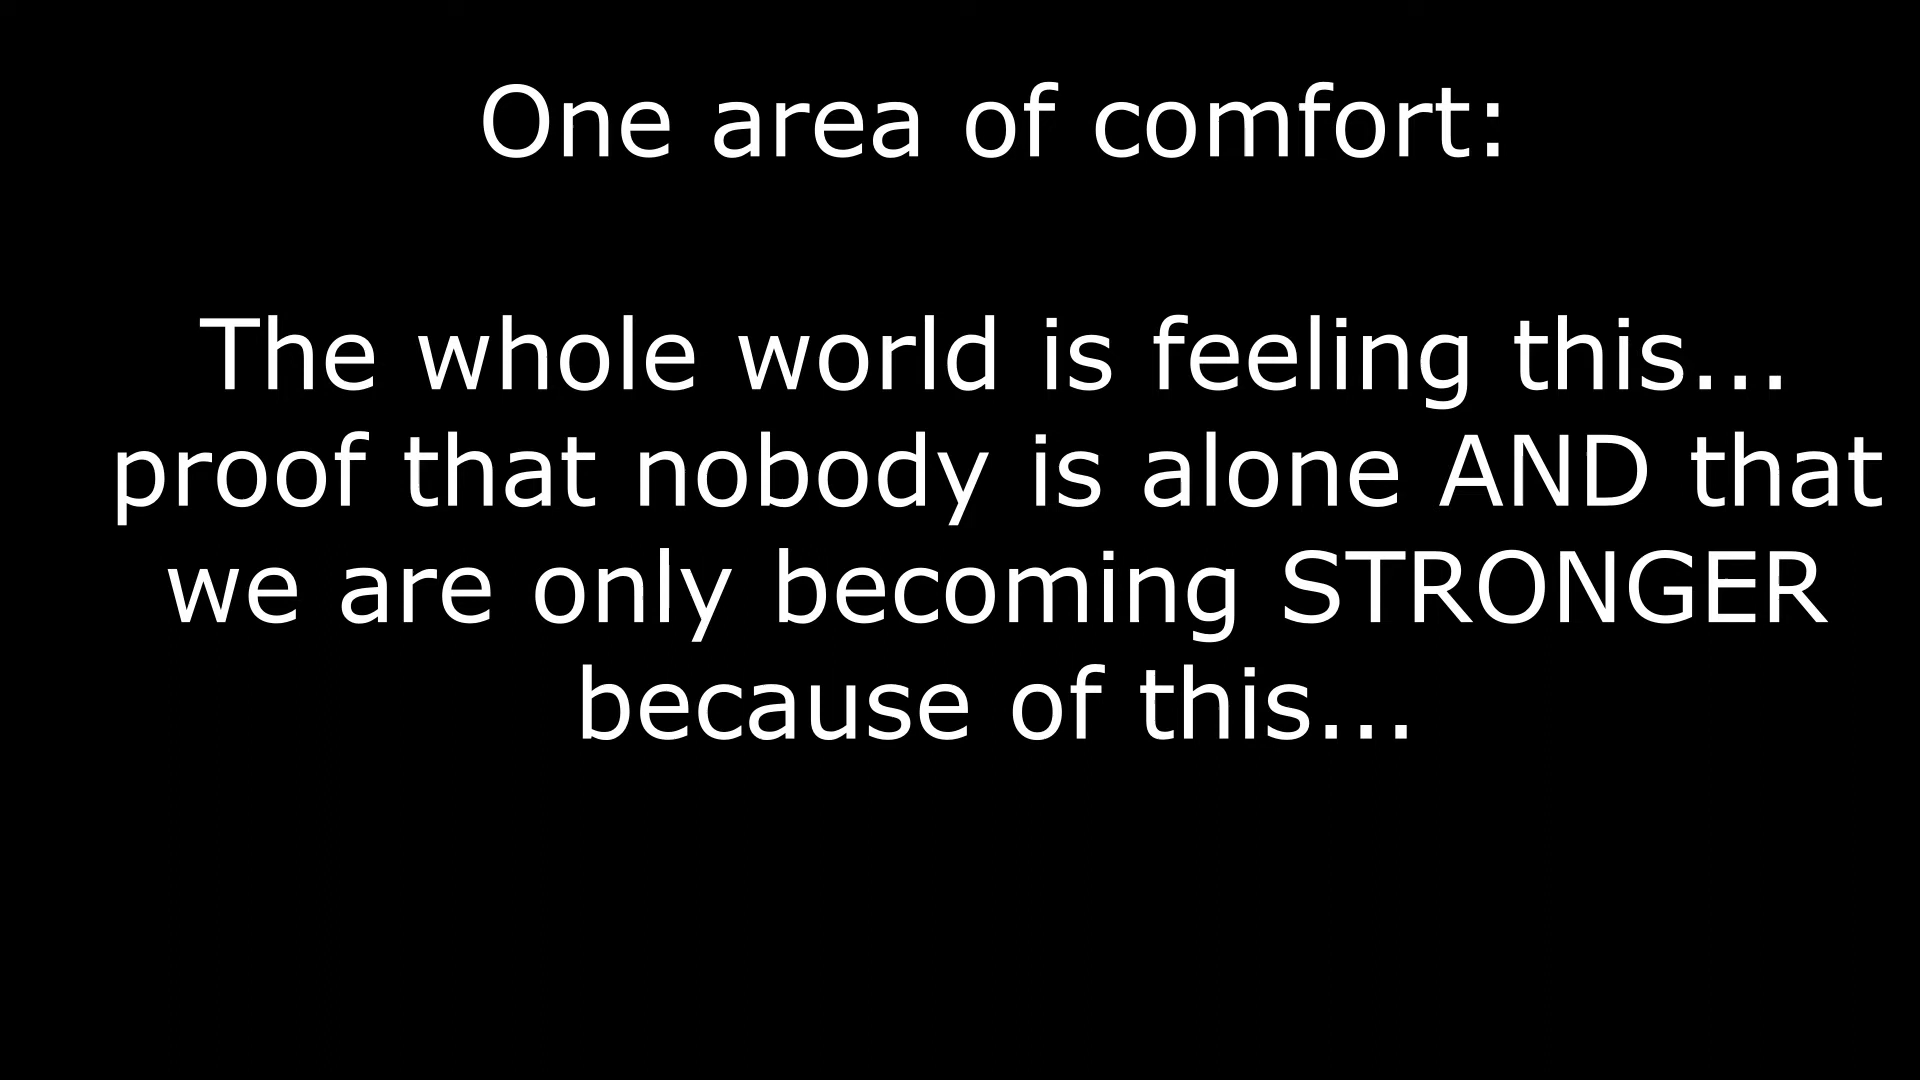 One area of comfort:
The whole world is feeling this...
proof that nobody is alone AND that
we are only becoming STRONGER
because of this...